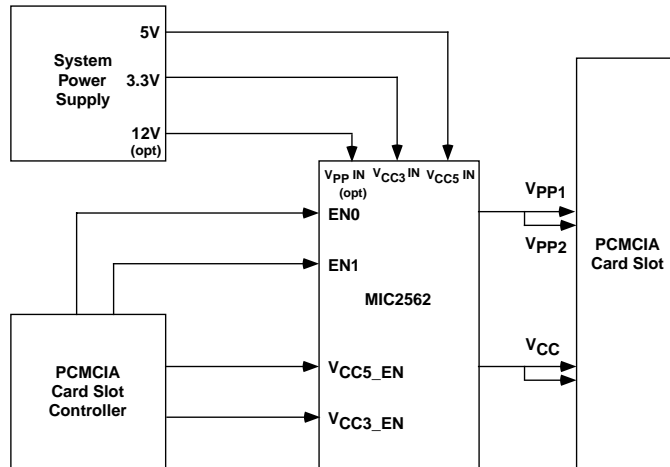 System
Power
Supply
5V
3.3V
12V
(opt)
VPP IN
(opt)
VCC3 IN
VCC5 IN
EN0
EN1
MIC2562
VCC5_EN
VCC3_EN
PCMCIA
Card Slot
Controller
VPP1
VPP2
VCC
PCMCIA
Card Slot